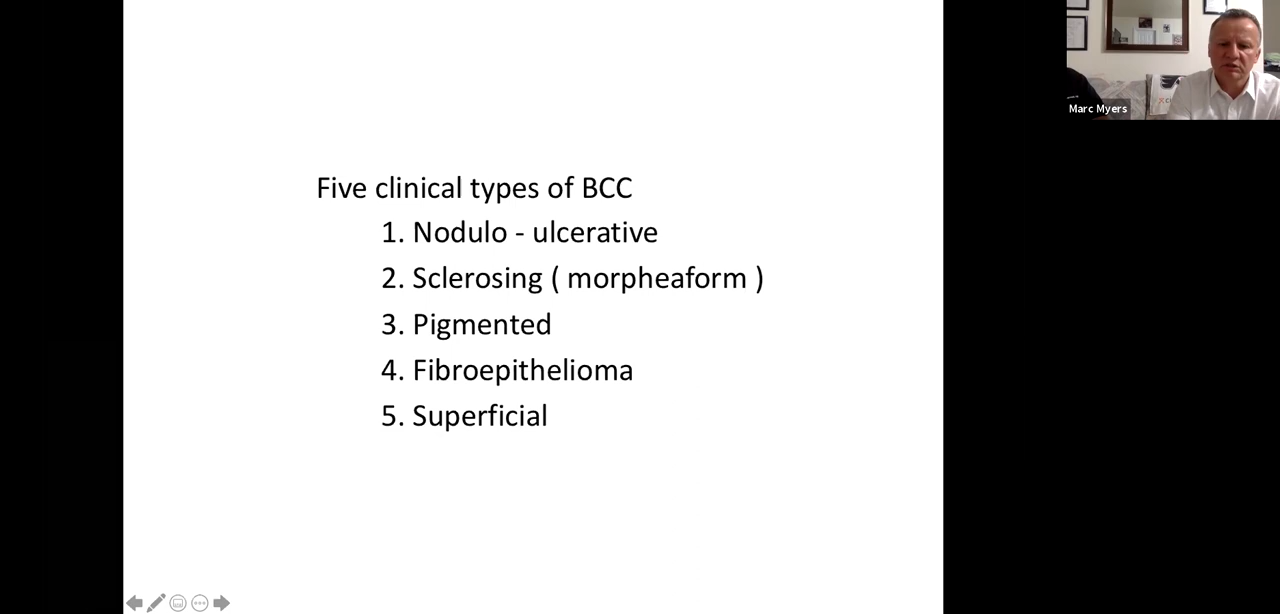 Five clinical types of BCC
1. Nodulo - ulcerative
2. Sclerosing ( morpheaform )
3. Pigmented
4. Fibroepithelioma
5. Superficial
Marc Myers